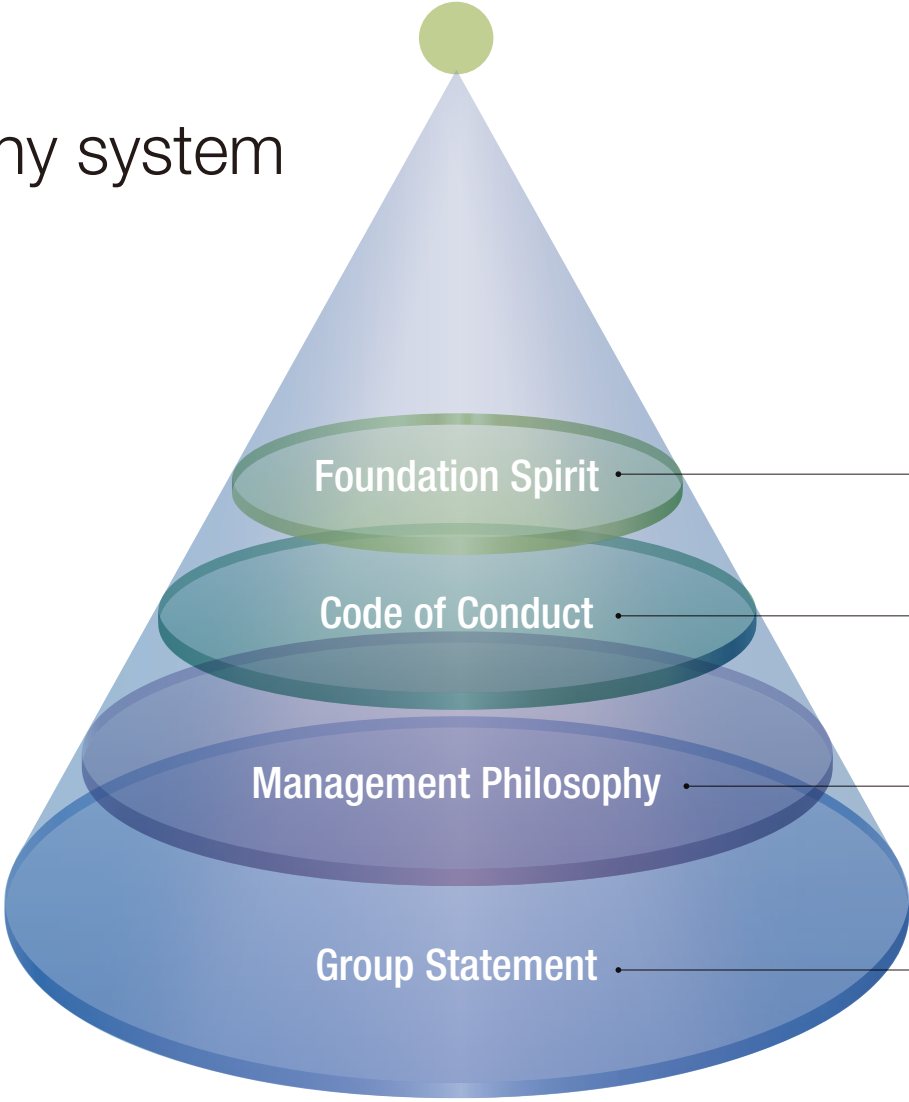 ny system
Foundation Spirit
Code of Conduct
Management Philosophy
Group Statement